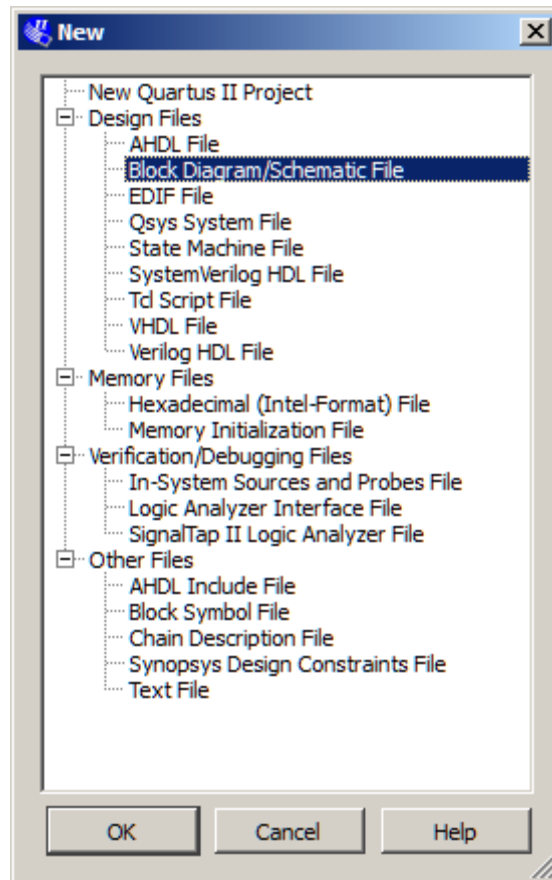 New
New Quartus II Project
Design Files
AHDL File
Block Diagram/Schematic File
EDIF File
Qsys System File
State Machine File
SystemVerilog HDL File
Tcl Script File
VHDL File
Verilog HDL File
Memory Files
Hexadecimal (Intel-Format) File
Memory Initialization File
Verification/Debugging Files
In-System Sources and Probes File
Logic Analyzer Interface File
SignalTap II Logic Analyzer File
Other Files
AHDL Include File
Block Symbol File
Chain Description File
Synopsys Design Constraints File
Text File
OK Cancel Help